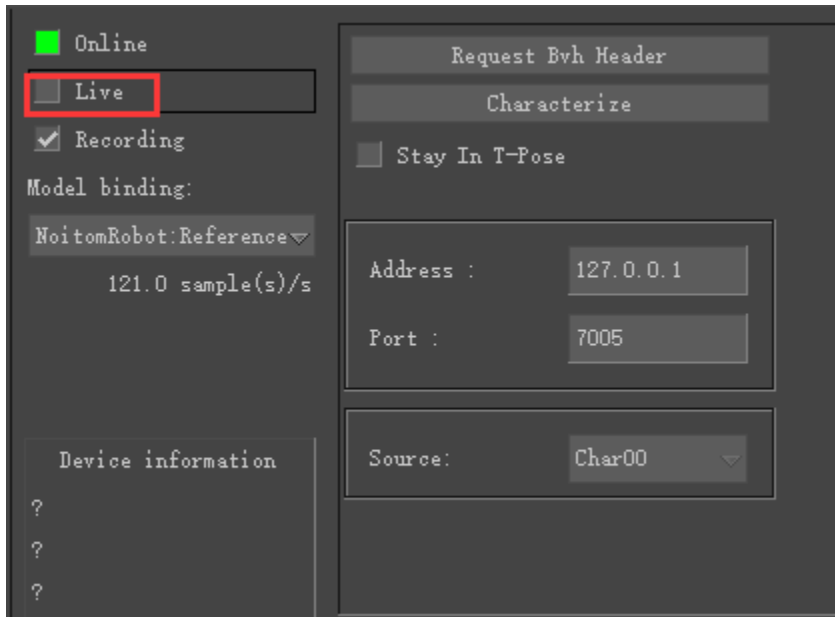 Online
Live
Recording
Model binding:
NoitomRobot:Reference
121.0 sample(s)/s
Device information
?
?
?
Request Bvh Header
Characterize
Stay In T-Pose
Address :
127.0.0.1
Port :
7005
Source:
Char00